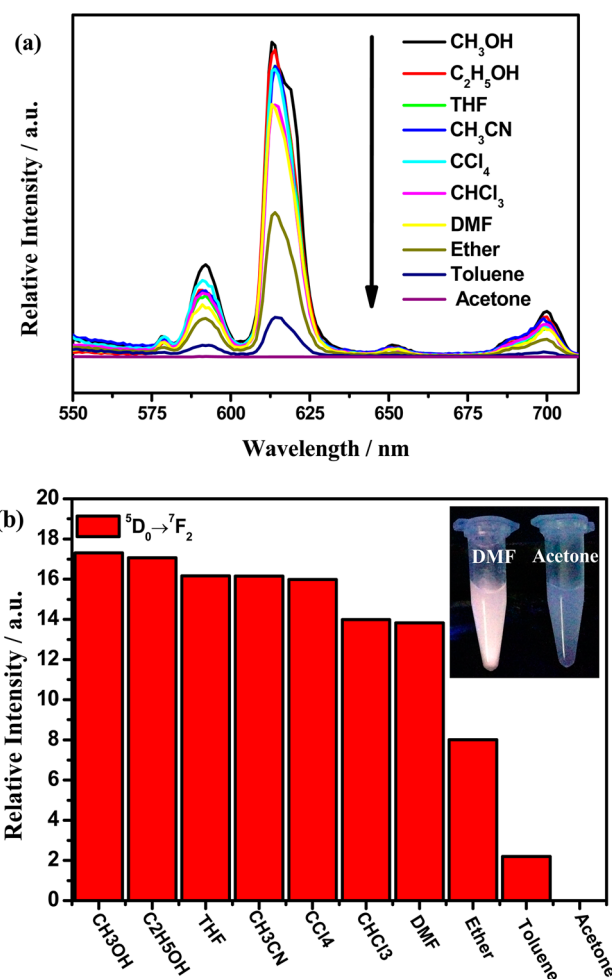 (a)
CH₃OH
C₂H₅OH
THF
CH₃CN
CCl₄
CHCl₃
DMF
Ether
Toluene
Acetone
Relative Intensity / a.u.
550 575 600 625 650 675 700
Wavelength / nm
(b)
⁵D₀→⁷F₂
DMF Acetone
Relative Intensity / a.u.
20
18
16
14
12
10
8
6
4
2
0
CH3OH C2H5OH THF CH3CN CCl4 CHCl3 DMF Ether Toluene Acetone